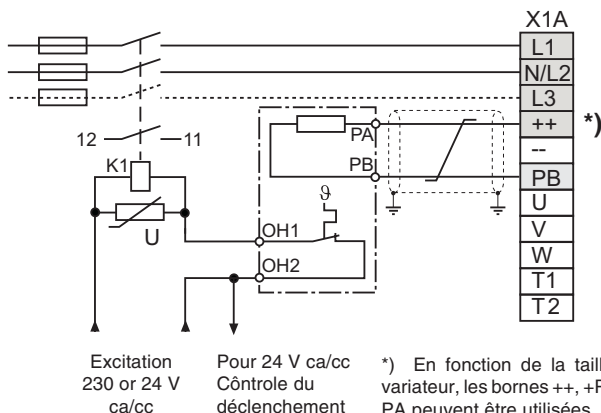 X1A
L1
N/L2
L3
++
*)
--
PB
U
V
W
T1
T2
12
11
K1
U
PA
PB
ϑ
OH1
OH2
Excitation
230 or 24 V
ca/cc
Pour 24 V ca/cc
Côntrole du
déclenchement
*) En fonction de la taill
variateur, les bornes ++, +P
PA peuvent être utilisées